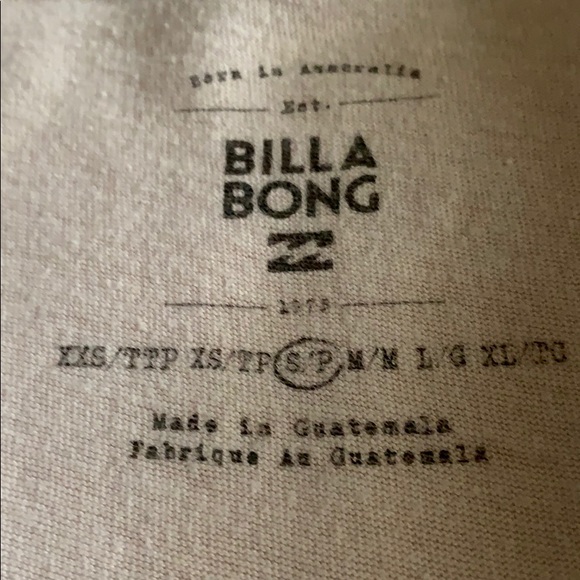 Born in Australia
Est.
BILLA
BONG
1973
XXS/TTP XS/TP S/P M/M L/G XL/TG
Made in Guatemala
Fabrique Au Guatemala